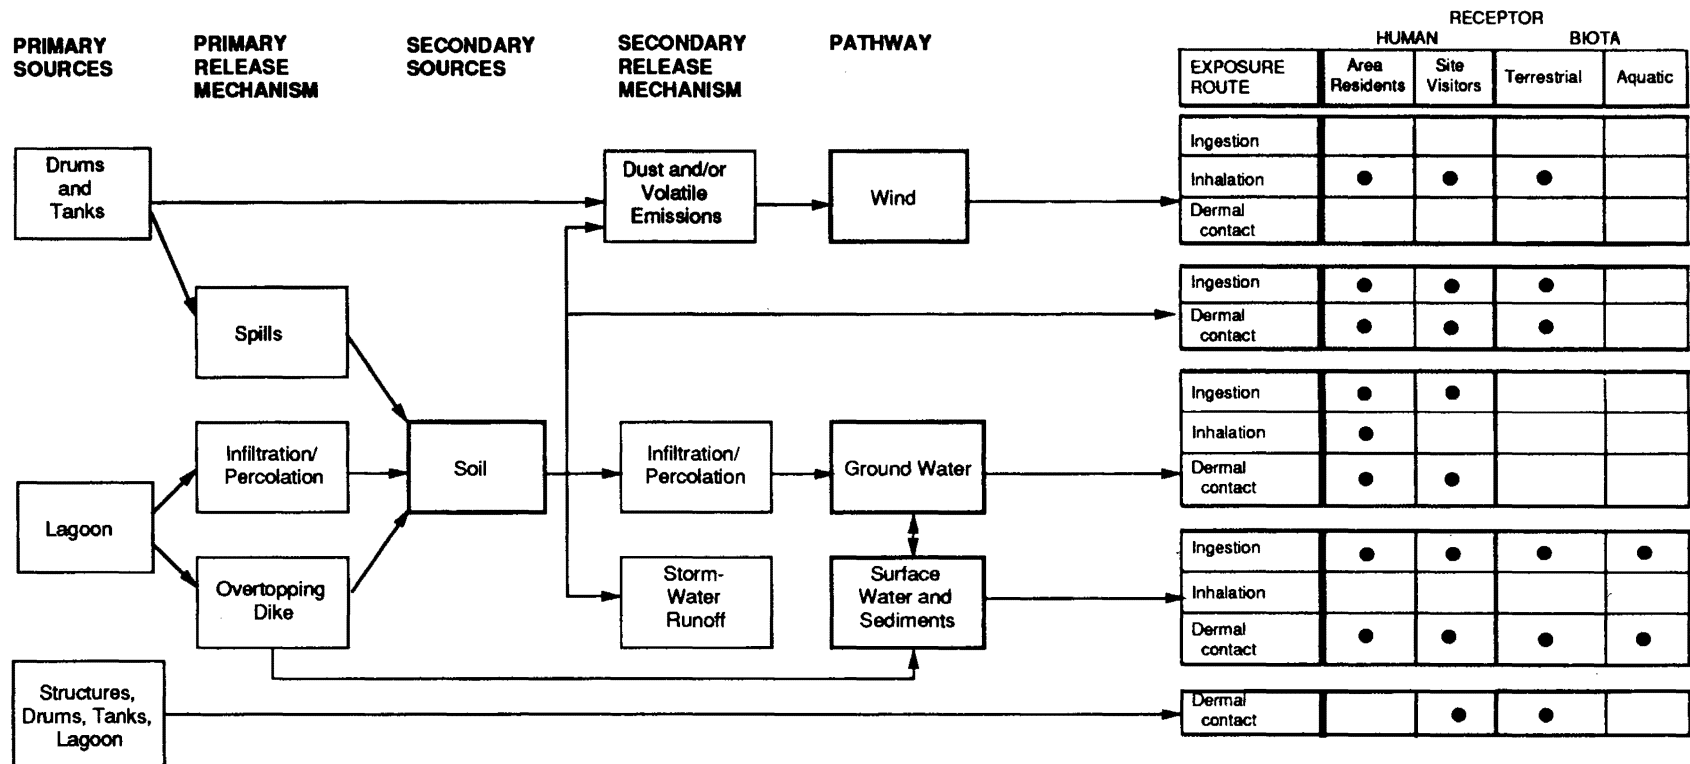 RECEPTOR
HUMAN BIOTA
PRIMARY
SOURCES
PRIMARY
RELEASE
MECHANISM
SECONDARY
SOURCES
SECONDARY
RELEASE
MECHANISM
PATHWAY
EXPOSURE
ROUTE
Area
Residents
Site
Visitors
Terrestrial
Aquatic
Drums
and
Tanks
Dust and/or
Volatile
Emissions
Wind
Ingestion
Inhalation
Dermal
contact
Spills
Ingestion
Dermal
contact
Lagoon
Infiltration/
Percolation
Soil
Infiltration/
Percolation
Ground Water
Ingestion
Inhalation
Dermal
contact
Overtopping
Dike
Storm-
Water
Runoff
Surface
Water and
Sediments
Ingestion
Inhalation
Dermal
contact
Structures,
Drums, Tanks,
Lagoon
Dermal
contact